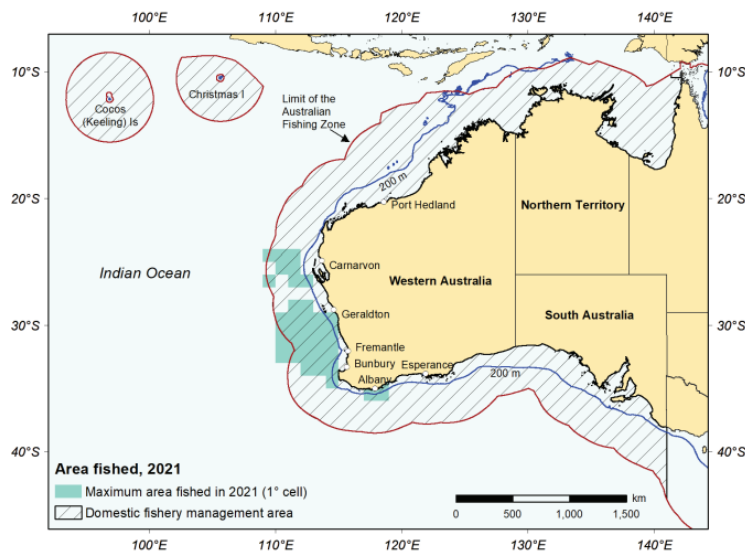 100°E 110°E 120°E 130°E 140°E
10°S 10°S
Cocos
(Keeling) Is
Christmas I
Limit of the
Australian
Fishing Zone
200 m
20°S 20°S
Port Hedland
Northern Territory
Indian Ocean
Carnarvon
Western Australia
Geraldton
South Australia
30°S 30°S
Fremantle
Bunbury
Esperance
Albany
200 m
40°S 40°S
Area fished, 2021
Maximum area fished in 2021 (1° cell)
Domestic fishery management area
km
0 500 1,000 1,500
100°E 110°E 120°E 130°E 140°E